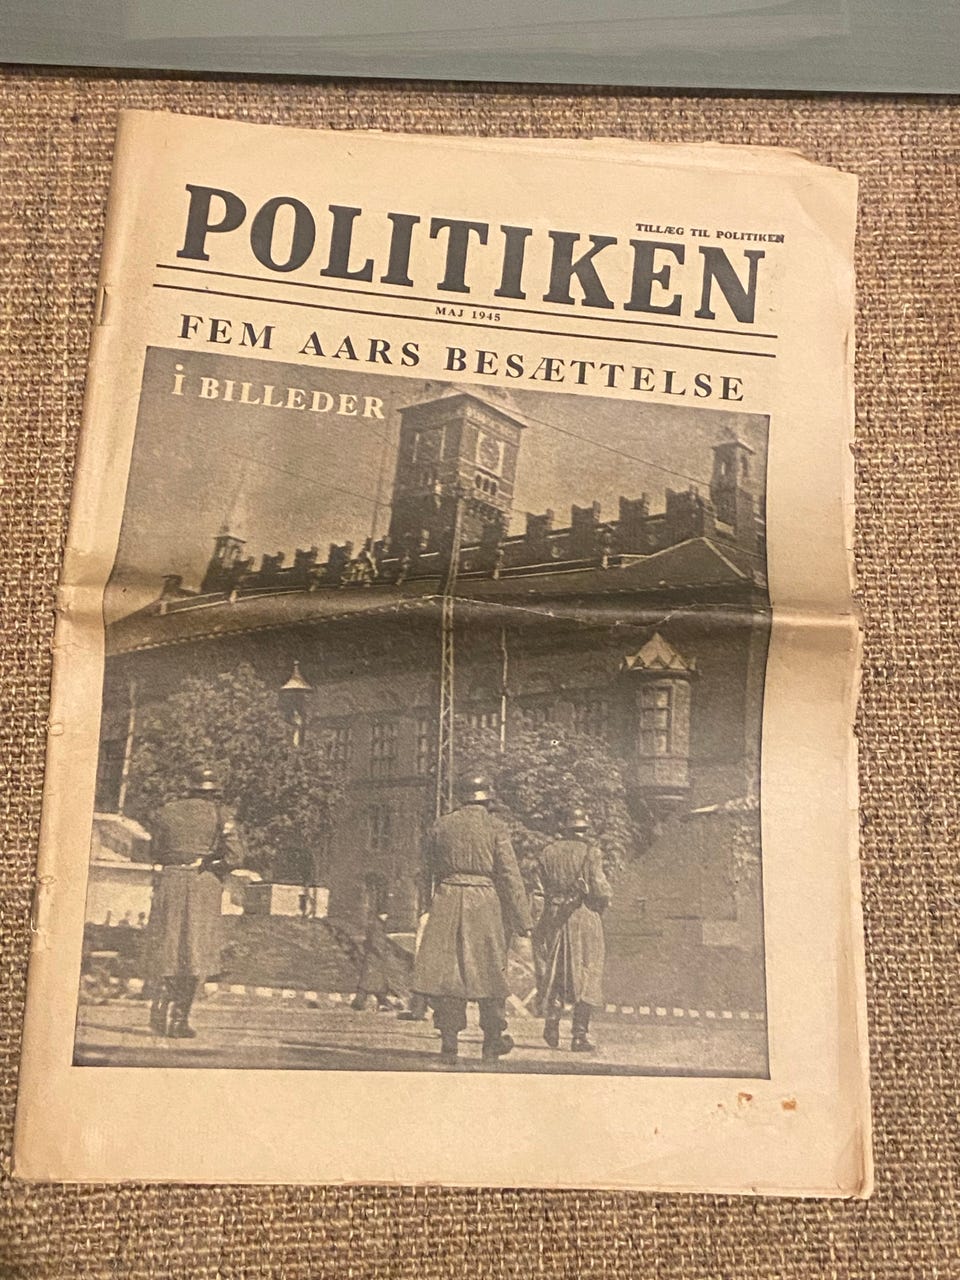 TILLÆG TIL POLITIKEN
POLITIKEN
MAJ 1945
FEM AARS BESÆTTELSE
i BILLEDER